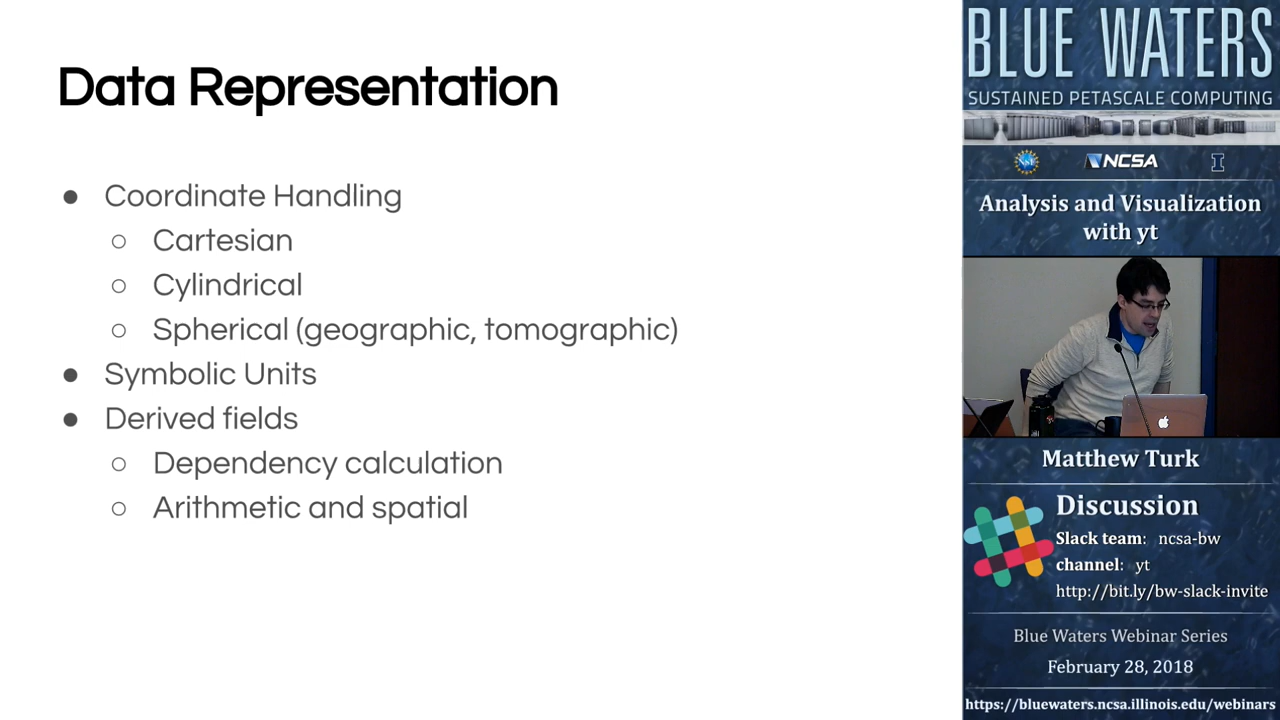 Data Representation
● Coordinate Handling
○ Cartesian
○ Cylindrical
○ Spherical (geographic, tomographic)
● Symbolic Units
● Derived fields
○ Dependency calculation
○ Arithmetic and spatial
BLUE WATERS
SUSTAINED PETASCALE COMPUTING
NSF
NCSA
I
Analysis and Visualization
with yt
Matthew Turk
Discussion
Slack team: ncsa-bw
channel: yt
http://bit.ly/bw-slack-invite
Blue Waters Webinar Series
February 28, 2018
https://bluewaters.ncsa.illinois.edu/webinars